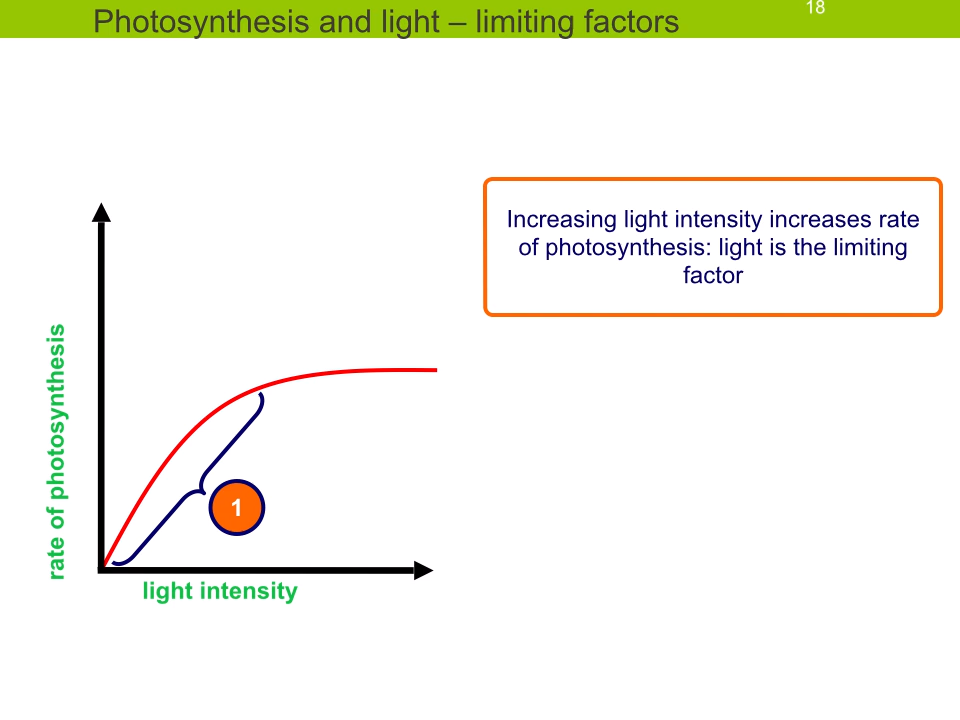 Photosynthesis and light – limiting factors
18
Increasing light intensity increases rate
of photosynthesis: light is the limiting
factor
rate of photosynthesis
1
light intensity